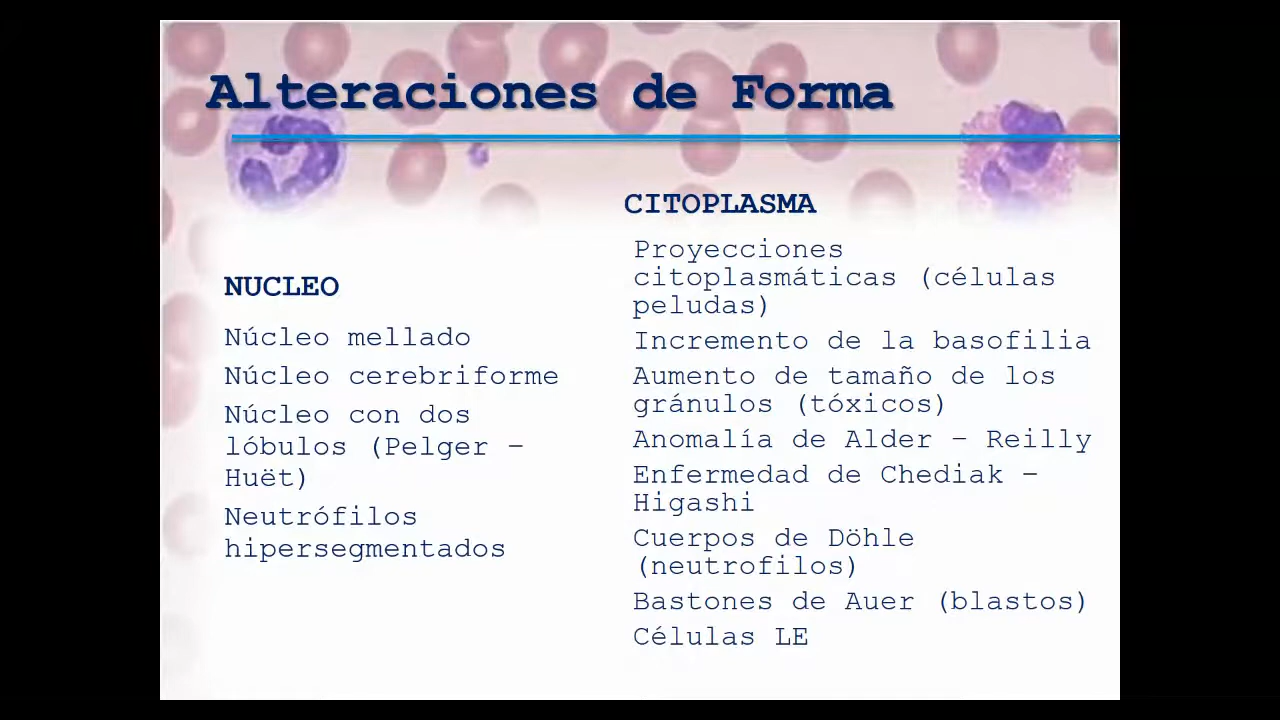 Alteraciones de Forma
NUCLEO
Núcleo mellado
Núcleo cerebriforme
Núcleo con dos
lóbulos (Pelger –
Huët)
Neutrófilos
hipersegmentados
CITOPLASMA
Proyecciones
citoplasmáticas (células
peludas)
Incremento de la basofilia
Aumento de tamaño de los
gránulos (tóxicos)
Anomalía de Alder – Reilly
Enfermedad de Chediak –
Higashi
Cuerpos de Döhle
(neutrofilos)
Bastones de Auer (blastos)
Células LE